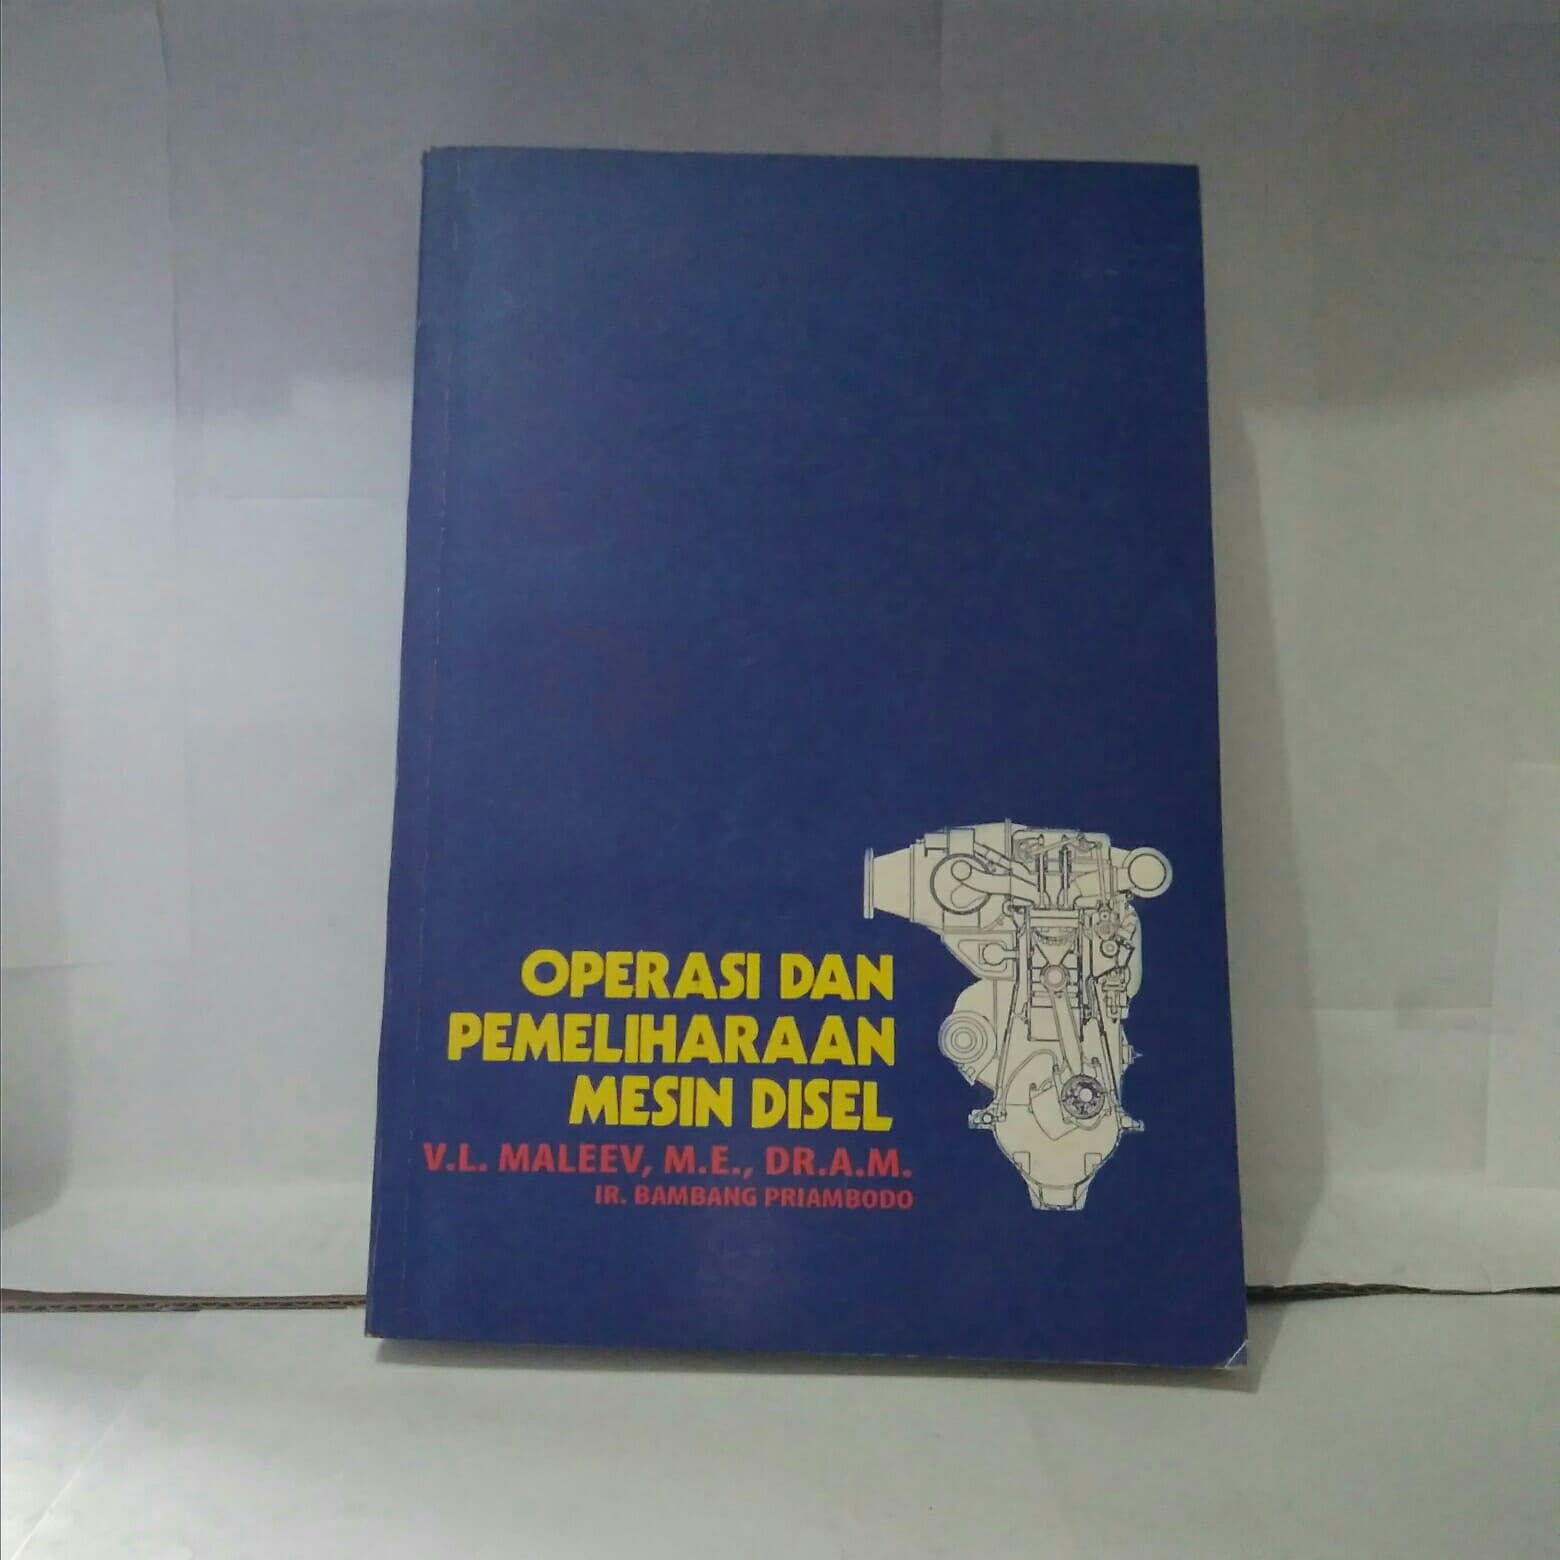 OPERASI DAN
PEMELIHARAAN
MESIN DISEL
V.L. MALEEV, M.E., DR.A.M.
IR. BAMBANG PRIAMBODO